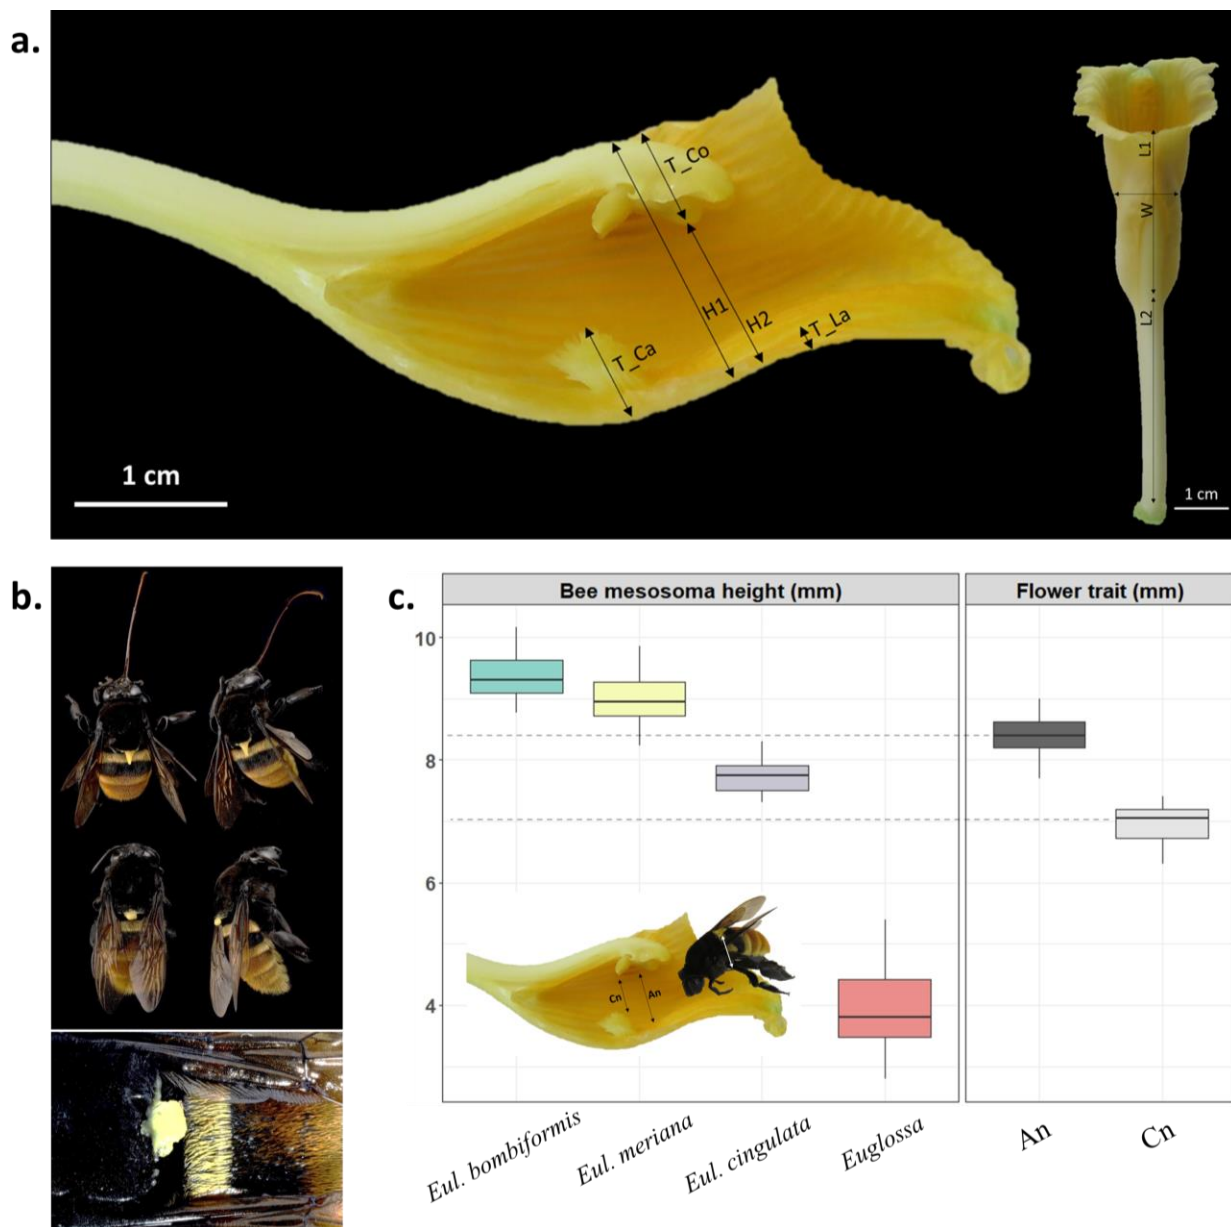 a.
T_Co
H1
H2
T_La
T_Ca
1 cm
L1
W
L2
1 cm
b.
c.
Bee mesosoma height (mm)
Flower trait (mm)
10
8
6
4
Cn
An
Eul. bombiformis
Eul. meriana
Eul. cingulata
Euglossa
An
Cn